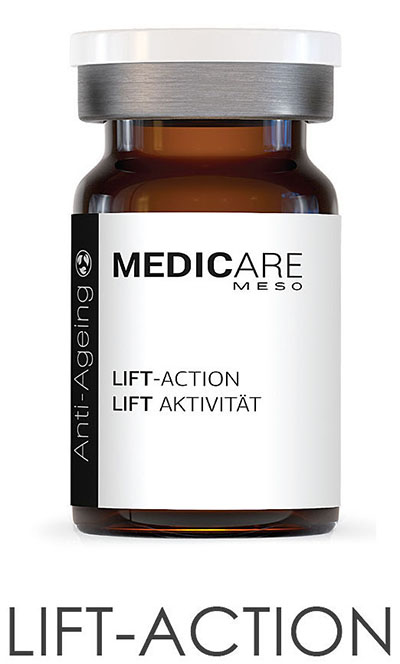 Anti-Ageing
MEDICARE
MESO
LIFT-ACTION
LIFT AKTIVITÄT
LIFT-ACTION